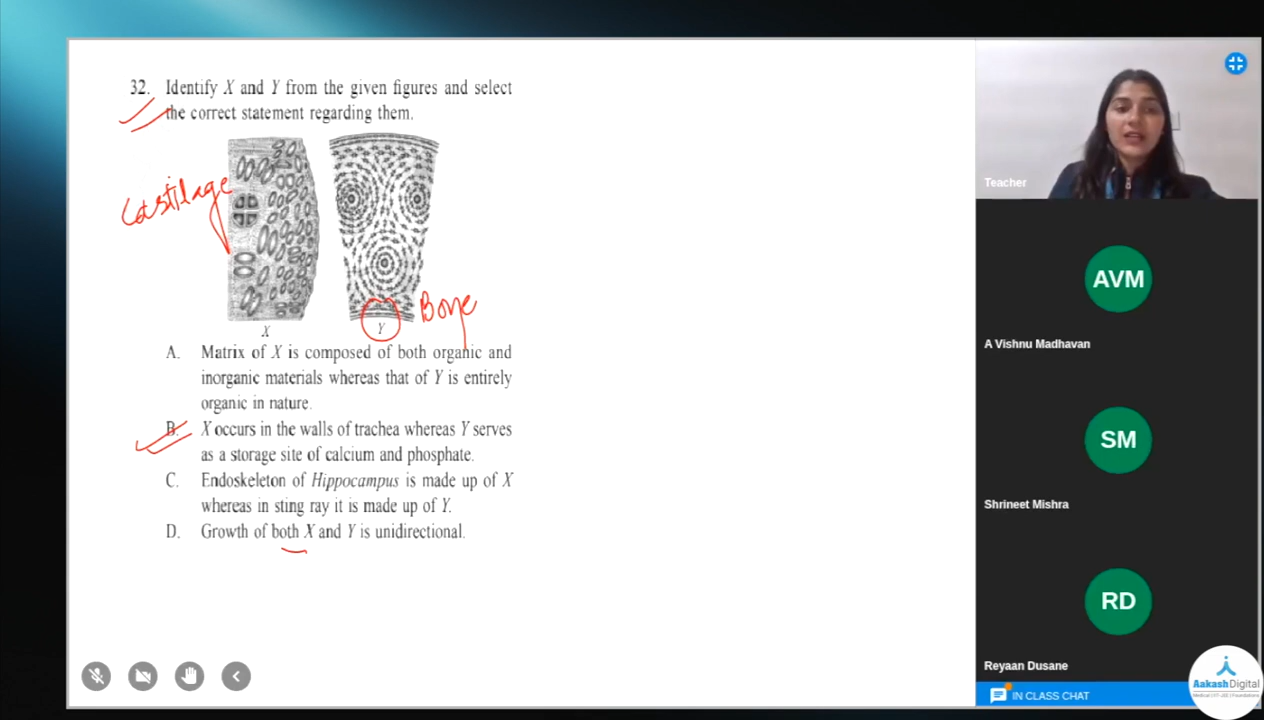 32. Identify X and Y from the given figures and select
the correct statement regarding them.
Cartilage
Bone
X
Y
A. Matrix of X is composed of both organic and
inorganic materials whereas that of Y is entirely
organic in nature.
B. X occurs in the walls of trachea whereas Y serves
as a storage site of calcium and phosphate.
C. Endoskeleton of Hippocampus is made up of X
whereas in sting ray it is made up of Y.
D. Growth of both X and Y is unidirectional.
Teacher
AVM
A Vishnu Madhavan
SM
Shrineet Mishra
RD
Reyaan Dusane
IN CLASS CHAT
AakashDigital